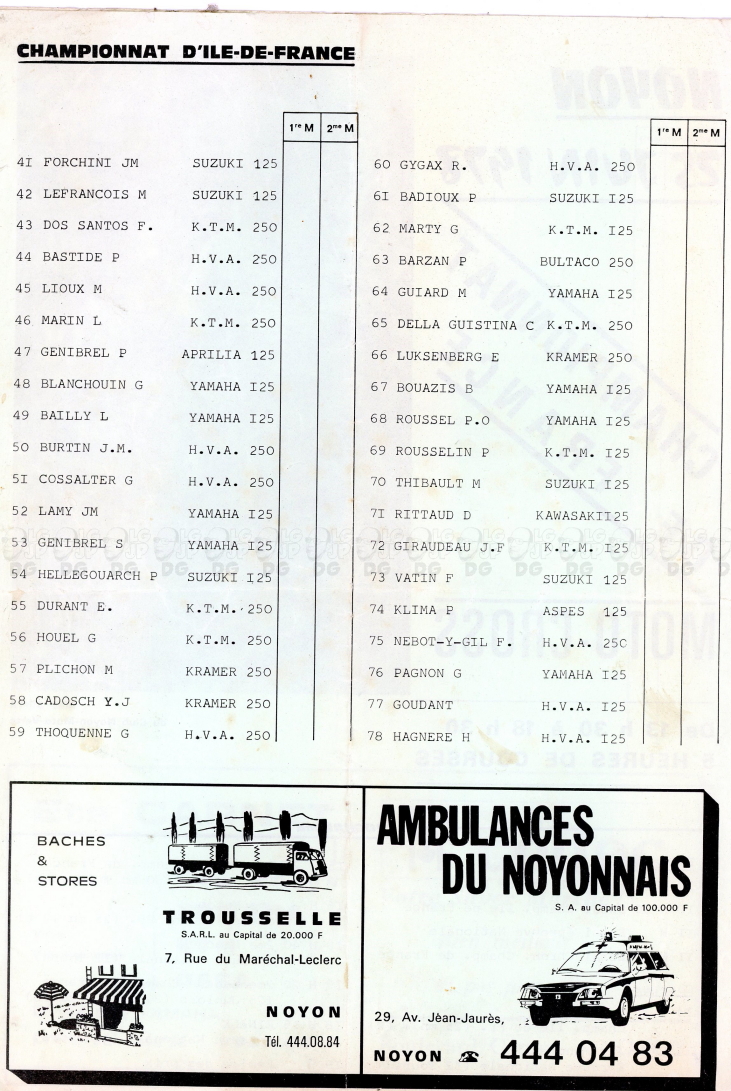 CHAMPIONNAT D'ILE-DE-FRANCE
1re M 2me M
4I FORCHINI JM SUZUKI 125
42 LEFRANCOIS M SUZUKI 125
43 DOS SANTOS F. K.T.M. 250
44 BASTIDE P H.V.A. 250
45 LIOUX M H.V.A. 250
46 MARIN L K.T.M. 250
47 GENIBREL P APRILIA 125
48 BLANCHOUIN G YAMAHA I25
49 BAILLY L YAMAHA I25
50 BURTIN J.M. H.V.A. 250
5I COSSALTER G H.V.A. 250
52 LAMY JM YAMAHA I25
53 GENIBREL S YAMAHA I25
54 HELLEGOUARCH P SUZUKI I25
55 DURANT E. K.T.M. 250
56 HOUEL G K.T.M. 250
57 PLICHON M KRAMER 250
58 CADOSCH Y.J KRAMER 250
59 THOQUENNE G H.V.A. 250
1re M 2me M
60 GYGAX R. H.V.A. 250
6I BADIOUX P SUZUKI I25
62 MARTY G K.T.M. I25
63 BARZAN P BULTACO 250
64 GUIARD M YAMAHA I25
65 DELLA GUISTINA C K.T.M. 250
66 LUKSENBERG E KRAMER 250
67 BOUAZIS B YAMAHA I25
68 ROUSSEL P.O YAMAHA I25
69 ROUSSELIN P K.T.M. I25
70 THIBAULT M SUZUKI I25
7I RITTAUD D KAWASAKII25
72 GIRAUDEAU J.F K.T.M. I25
73 VATIN F SUZUKI 125
74 KLIMA P ASPES 125
75 NEBOT-Y-GIL F. H.V.A. 250
76 PAGNON G YAMAHA I25
77 GOUDANT H.V.A. I25
78 HAGNERE H H.V.A. I25
BACHES
&
STORES
TROUSSELLE
S.A.R.L. au Capital de 20.000 F
7, Rue du Maréchal-Leclerc
NOYON
Tél. 444.08.84
AMBULANCES
DU NOYONNAIS
S. A. au Capital de 100.000 F
29, Av. Jèan-Jaurès,
NOYON ☎ 444 04 83